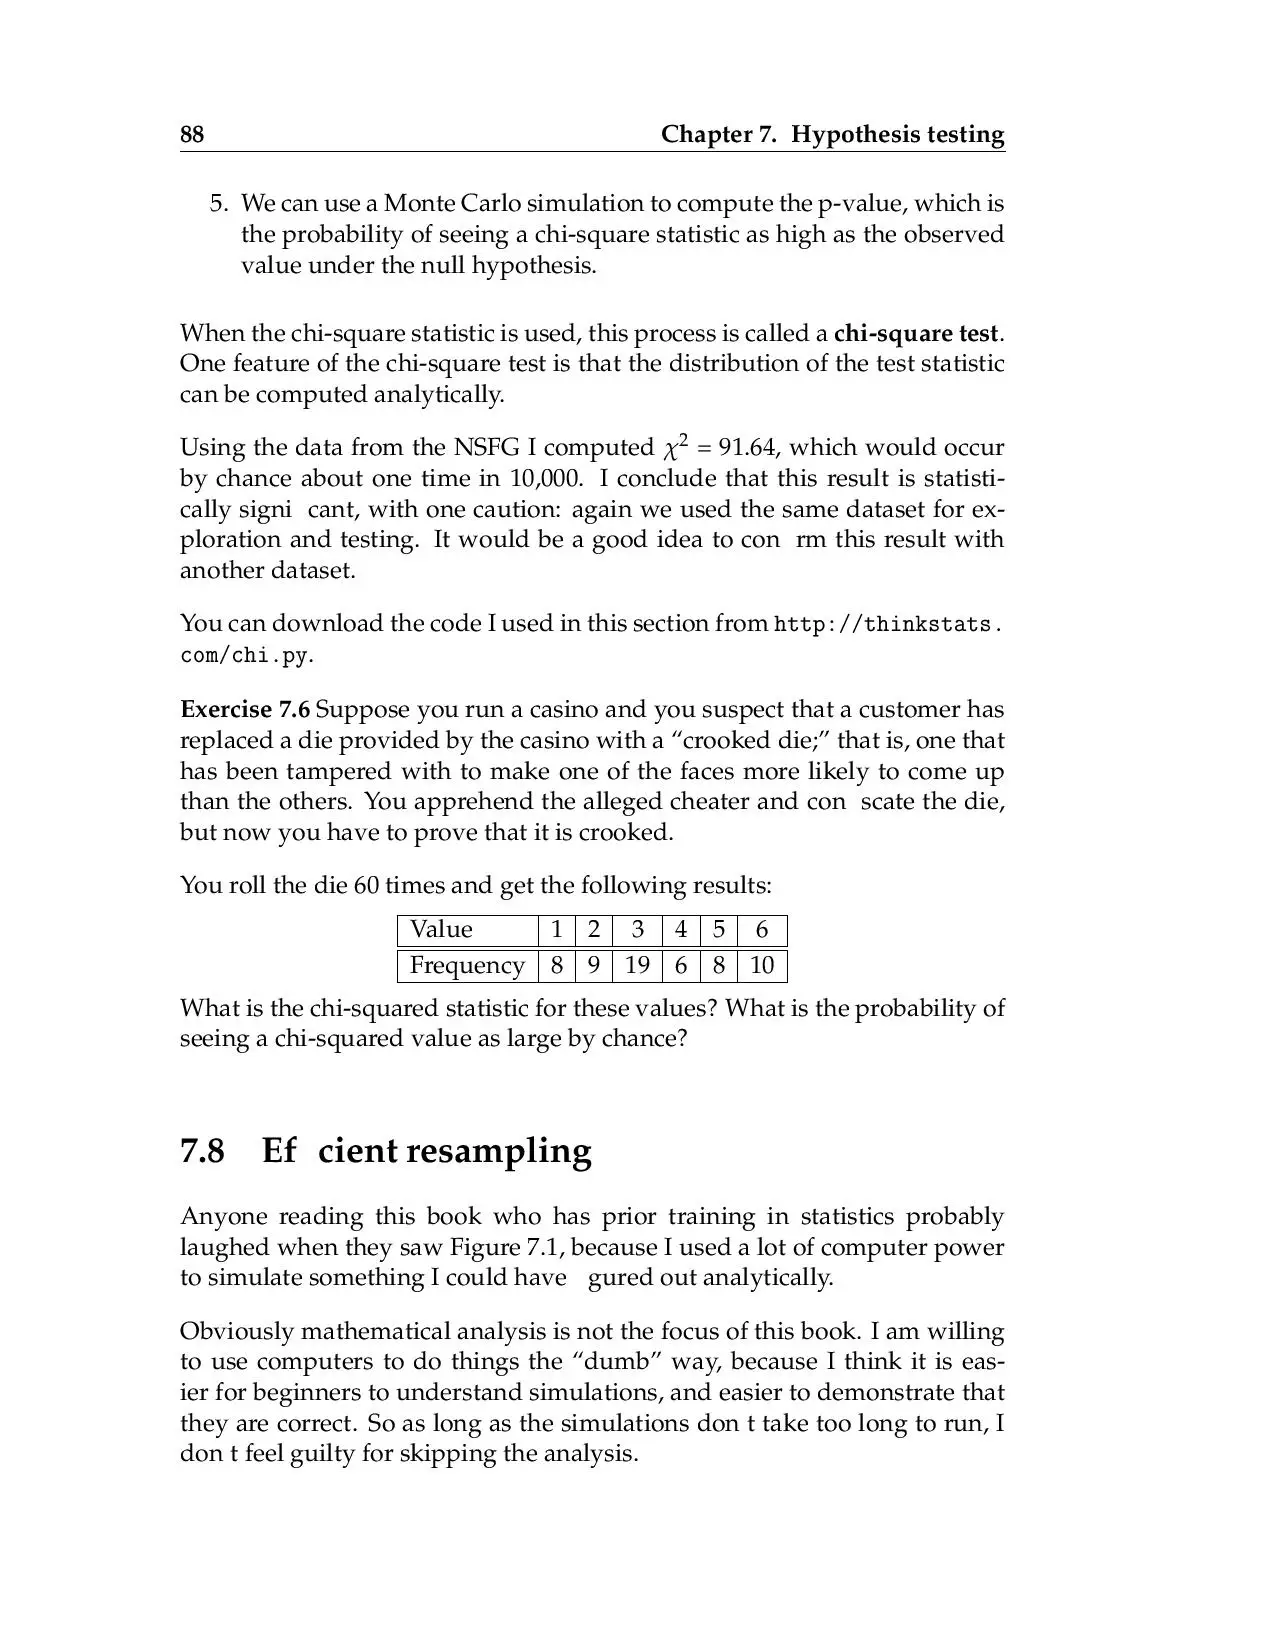 88 Chapter 7. Hypothesis testing
5. We can use a Monte Carlo simulation to compute the p-value, which is
the probability of seeing a chi-square statistic as high as the observed
value under the null hypothesis.
When the chi-square statistic is used, this process is called a chi-square test.
One feature of the chi-square test is that the distribution of the test statistic
can be computed analytically.
Using the data from the NSFG I computed χ² = 91.64, which would occur
by chance about one time in 10,000. I conclude that this result is statisti-
cally signi cant, with one caution: again we used the same dataset for ex-
ploration and testing. It would be a good idea to con rm this result with
another dataset.
You can download the code I used in this section from http://thinkstats.
com/chi.py.
Exercise 7.6 Suppose you run a casino and you suspect that a customer has
replaced a die provided by the casino with a “crooked die;” that is, one that
has been tampered with to make one of the faces more likely to come up
than the others. You apprehend the alleged cheater and con scate the die,
but now you have to prove that it is crooked.
You roll the die 60 times and get the following results:
Value 1 2 3 4 5 6
Frequency 8 9 19 6 8 10
What is the chi-squared statistic for these values? What is the probability of
seeing a chi-squared value as large by chance?
7.8 Ef cient resampling
Anyone reading this book who has prior training in statistics probably
laughed when they saw Figure 7.1, because I used a lot of computer power
to simulate something I could have gured out analytically.
Obviously mathematical analysis is not the focus of this book. I am willing
to use computers to do things the “dumb” way, because I think it is eas-
ier for beginners to understand simulations, and easier to demonstrate that
they are correct. So as long as the simulations don t take too long to run, I
don t feel guilty for skipping the analysis.